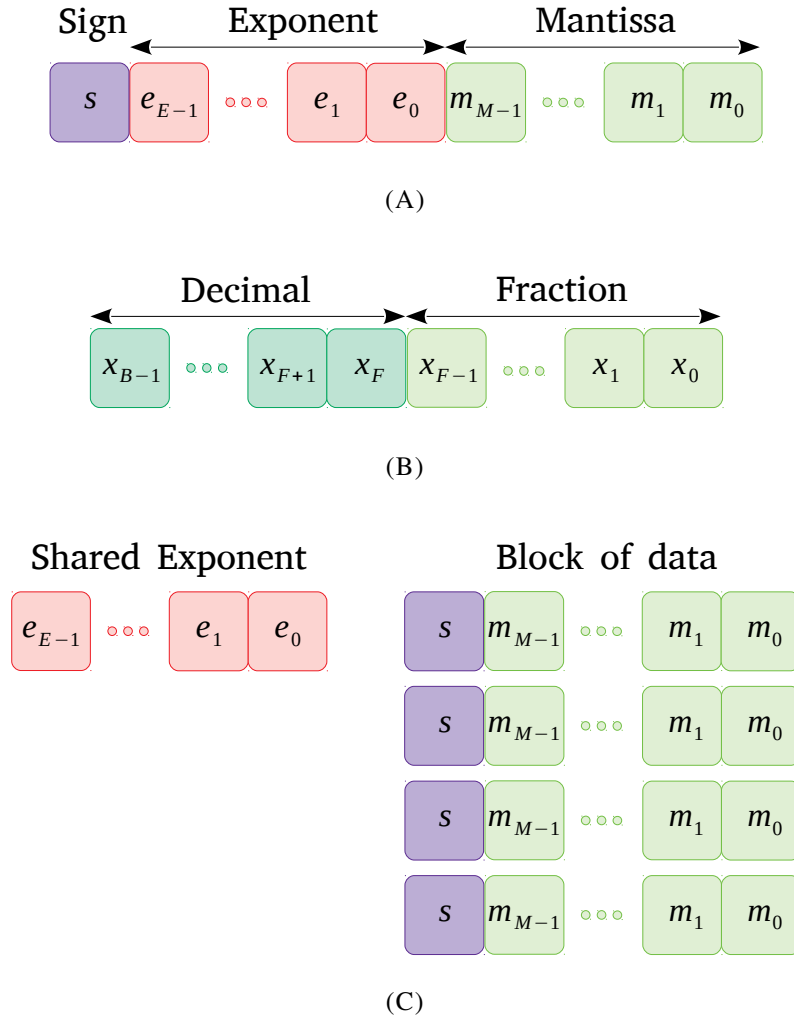 Sign Exponent Mantissa
s e_{E−1} e_1 e_0 m_{M−1} m_1 m_0
(A)
Decimal Fraction
x_{B−1} x_{F+1} x_F x_{F−1} x_1 x_0
(B)
Shared Exponent Block of data
e_{E−1} e_1 e_0 s m_{M−1} m_1 m_0
s m_{M−1} m_1 m_0
s m_{M−1} m_1 m_0
s m_{M−1} m_1 m_0
(C)